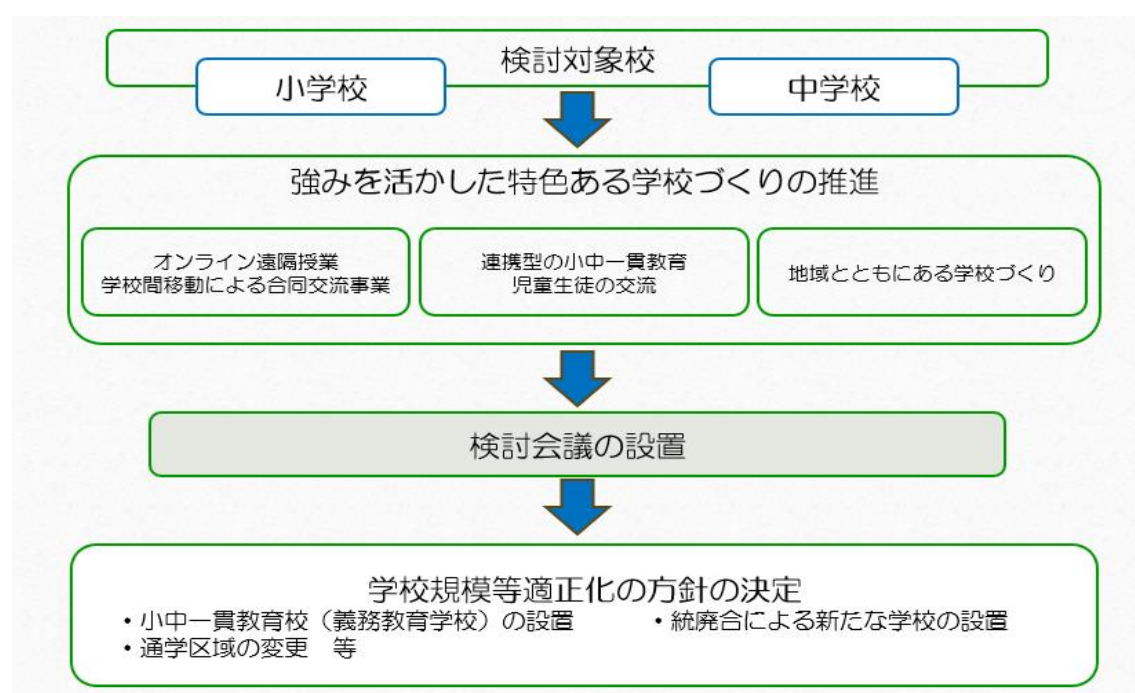 検討対象校
小学校
中学校
強みを活かした特色ある学校づくりの推進
オンライン遠隔授業
学校間移動による合同交流事業
連携型の小中一貫教育
児童生徒の交流
地域とともにある学校づくり
検討会議の設置
学校規模等適正化の方針の決定
・小中一貫教育校（義務教育学校）の設置　・統廃合による新たな学校の設置
・通学区域の変更　等